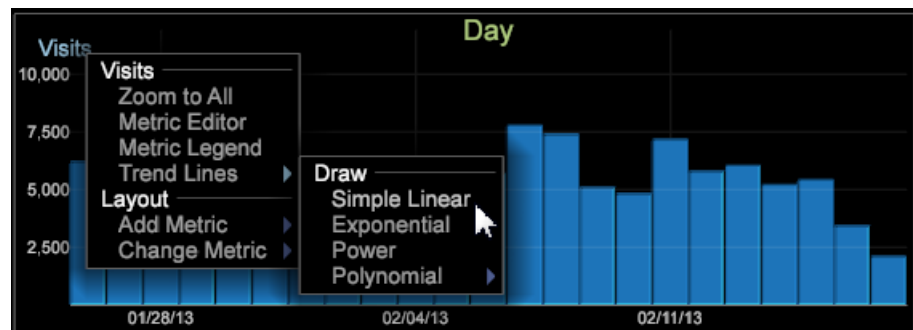 Day
Visits
10,000
7,500
5,000
2,500
Visits
Zoom to All
Metric Editor
Metric Legend
Trend Lines
Layout
Add Metric
Change Metric
Draw
Simple Linear
Exponential
Power
Polynomial
01/28/13 02/04/13 02/11/13